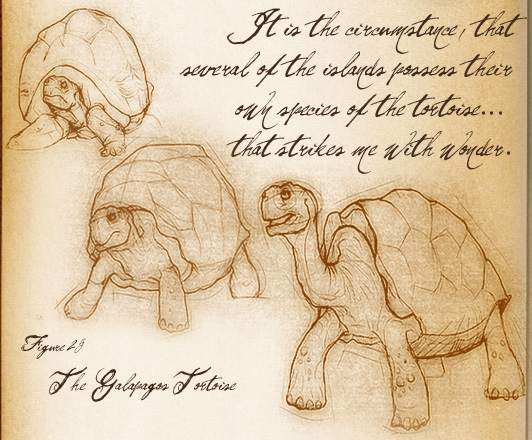 It is the circumstance, that
several of the islands possess their
own species of the tortoise...
that strikes me with wonder.
Figure 29
The Galapagos Tortoise